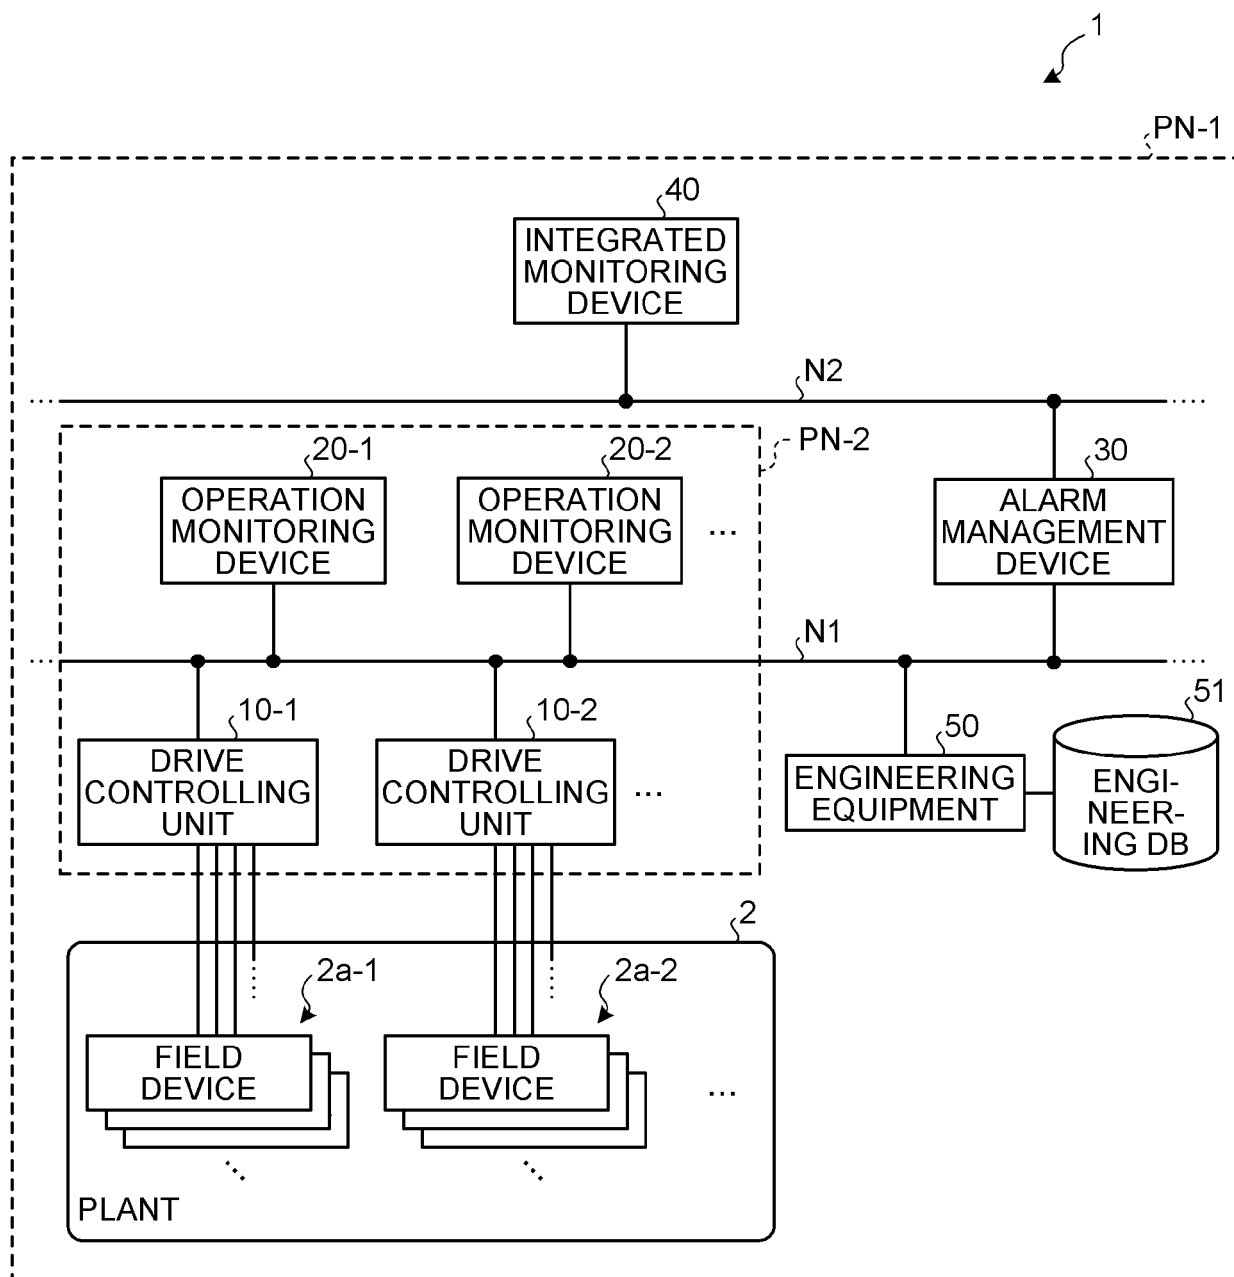 1
PN-1
40
INTEGRATED
MONITORING
DEVICE
N2
PN-2
20-1
20-2
30
OPERATION
MONITORING
DEVICE
OPERATION
MONITORING
DEVICE
...
ALARM
MANAGEMENT
DEVICE
N1
10-1
10-2
50
51
DRIVE
CONTROLLING
UNIT
DRIVE
CONTROLLING
UNIT
...
ENGINEERING
EQUIPMENT
ENGI-
NEER-
ING DB
2
2a-1
2a-2
FIELD
DEVICE
FIELD
DEVICE
...
PLANT